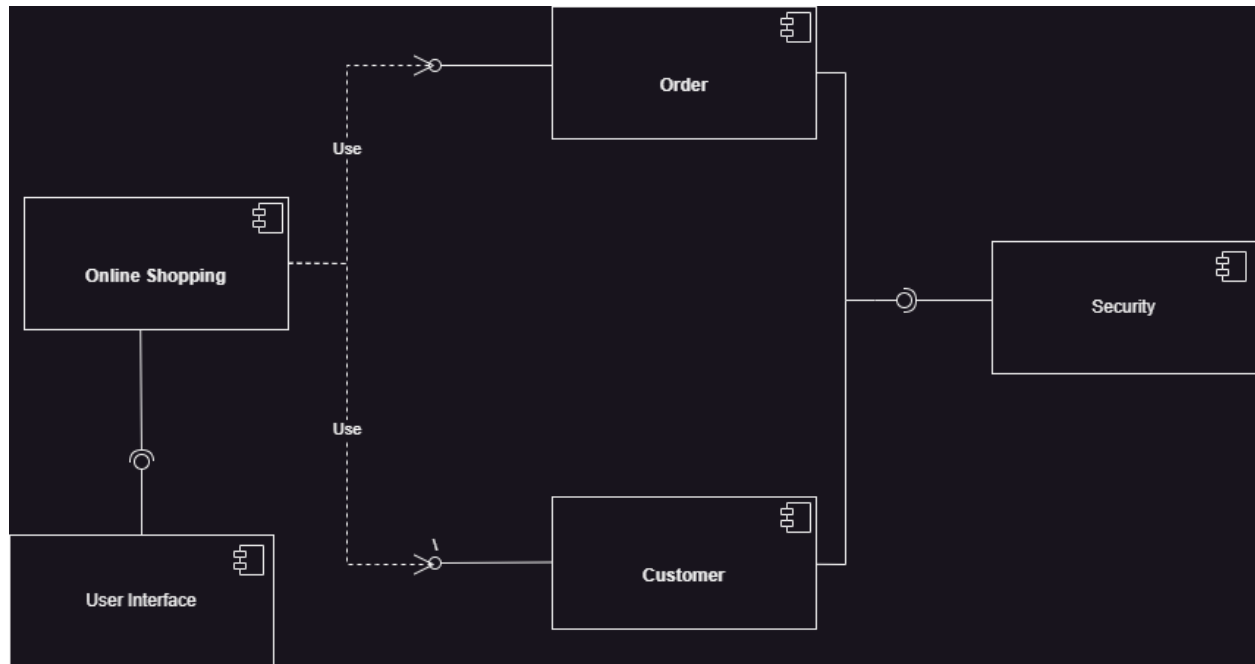 Order
Use
Online Shopping
Security
Use
\
Customer
User Interface